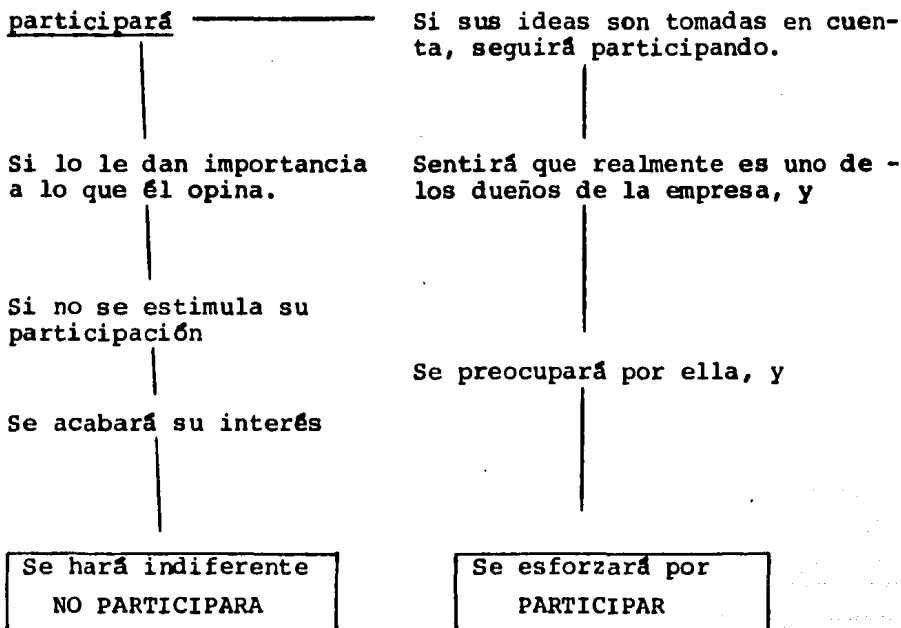 participará
Si sus ideas son tomadas en cuen-
ta, seguirá participando.
Si lo le dan importancia
a lo que él opina.
Sentirá que realmente es uno de -
los dueños de la empresa, y
Si no se estimula su
participación
Se preocupará por ella, y
Se acabará su interés
Se hará indiferente
NO PARTICIPARA
Se esforzará por
PARTICIPAR